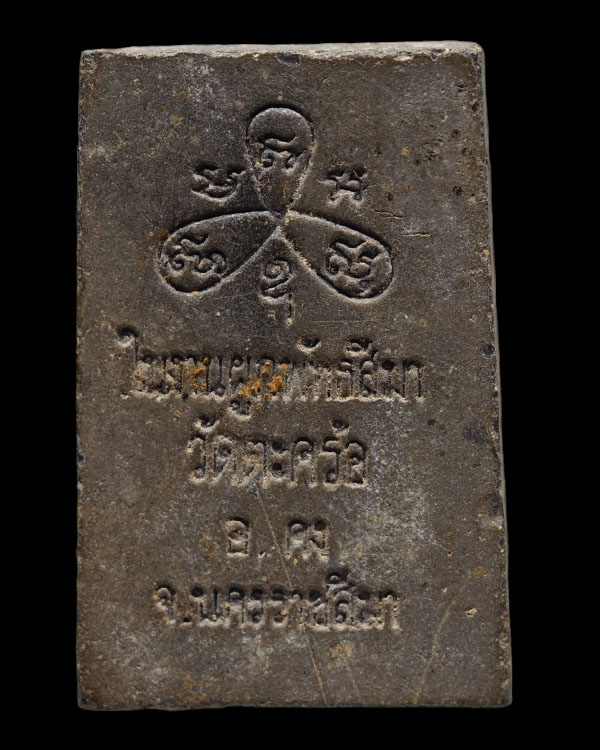 ในงานผูกพัทธสีมา
วัดตะคร้อ
อ. คง
จ.นครราชสีมา